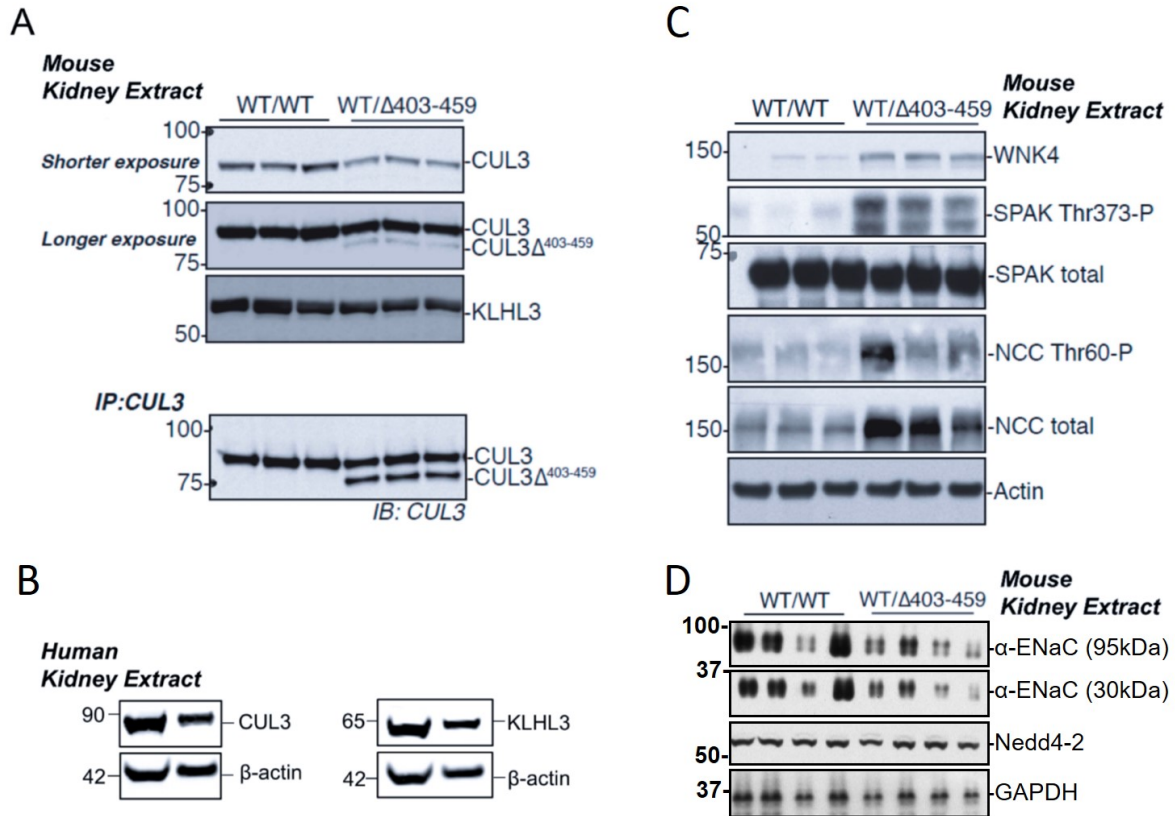 A
Mouse
Kidney Extract
WT/WT WT/Δ403-459
100
Shorter exposure
CUL3
75
100
Longer exposure
CUL3
CUL3Δ403-459
75
KLHL3
50
IP:CUL3
100
CUL3
75
CUL3Δ403-459
IB: CUL3
B
Human
Kidney Extract
90
CUL3
42
β-actin
65
KLHL3
42
β-actin
C
Mouse
Kidney Extract
WT/WT WT/Δ403-459
150
WNK4
SPAK Thr373-P
50
75
SPAK total
NCC Thr60-P
150
150
NCC total
Actin
D
Mouse
Kidney Extract
WT/WT WT/Δ403-459
100
α-ENaC (95kDa)
37
α-ENaC (30kDa)
Nedd4-2
50
37
GAPDH